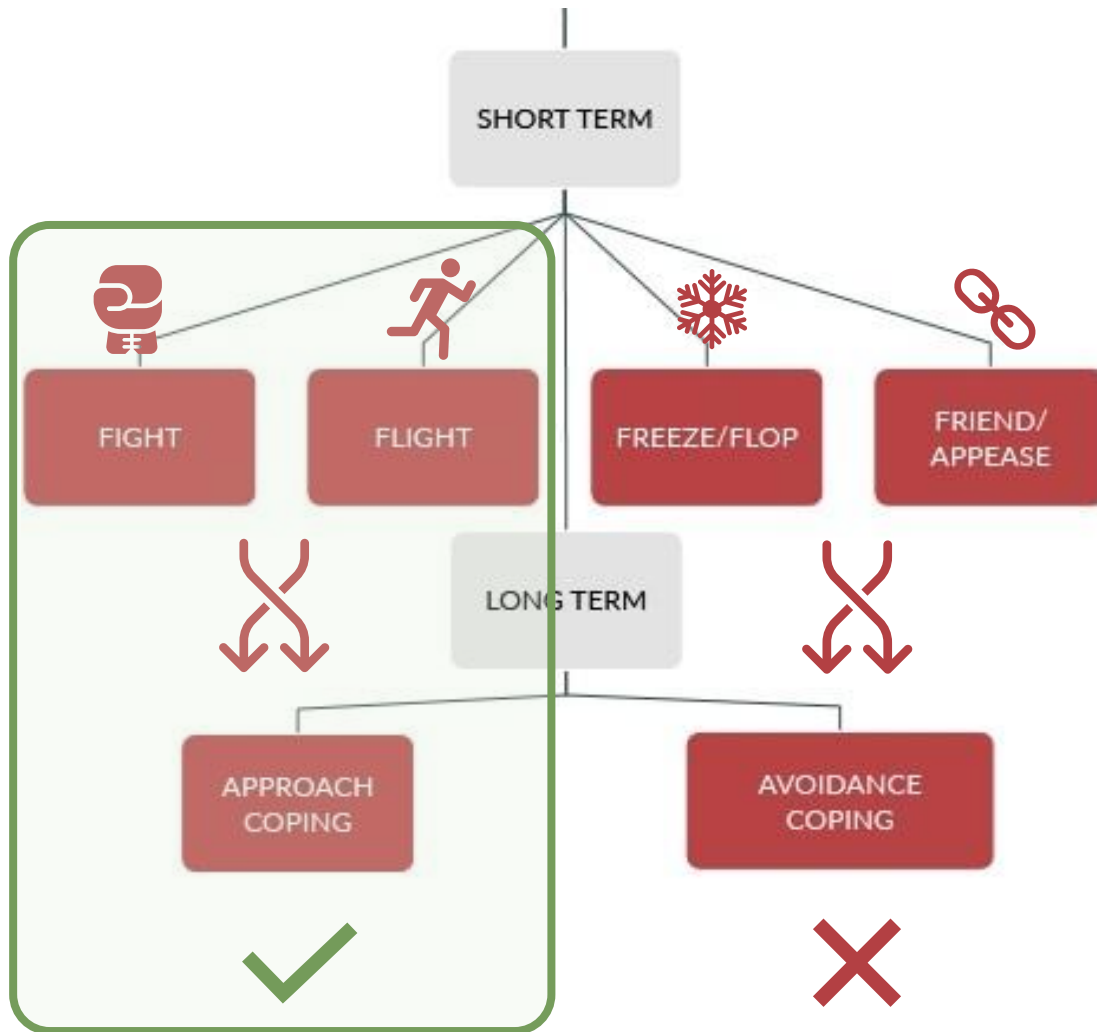 SHORT TERM
FIGHT
FLIGHT
FREEZE/FLOP
FRIEND/
APPEASE
LONG TERM
APPROACH
COPING
AVOIDANCE
COPING